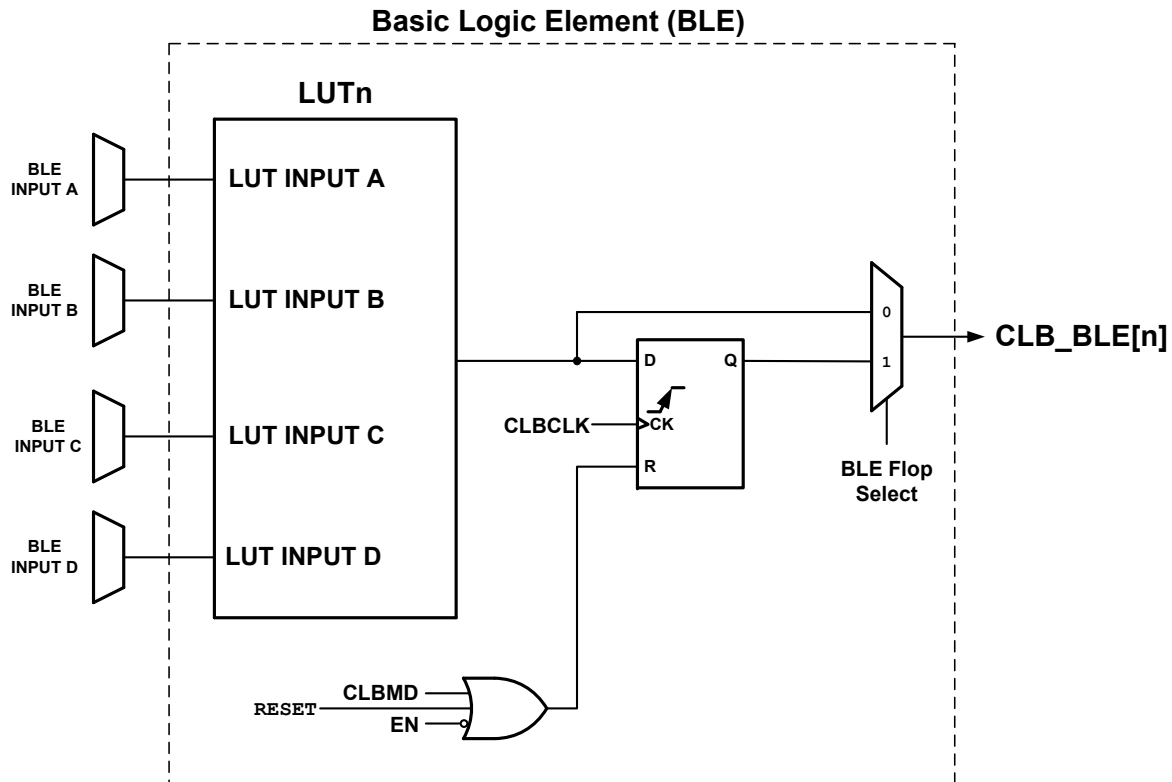 Basic Logic Element (BLE)
LUTn
BLE
INPUT A
LUT INPUT A
BLE
INPUT B
LUT INPUT B
0
CLB_BLE[n]
D
Q
1
CLBCLK
CK
BLE
INPUT C
LUT INPUT C
R
BLE Flop
Select
BLE
INPUT D
LUT INPUT D
CLBMD
RESET
EN